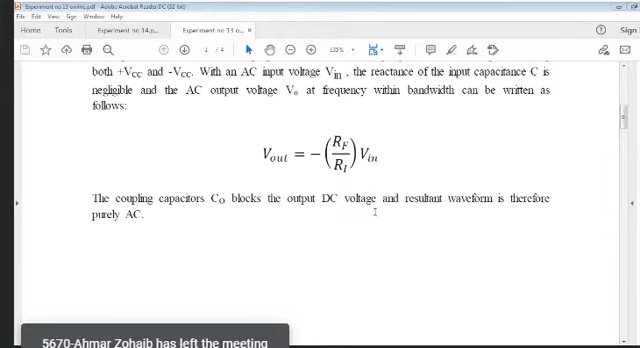 Experiment no 13 online.pdf - Adobe Acrobat Reader DC (32-bit)
File Edit View Sign Window Help
Home Tools Experiment no 14.p... Experiment no 13 o... × Sign In
1 / 4 135%
both +VCC and -VCC. With an AC input voltage Vin , the reactance of the input capacitance C is
negligible and the AC output voltage Vo at frequency within bandwidth can be written as
follows:
Vout = −(RF/RI) Vin
The coupling capacitors CO blocks the output DC voltage and resultant waveform is therefore
purely AC.
5670-Ahmar Zohaib has left the meeting